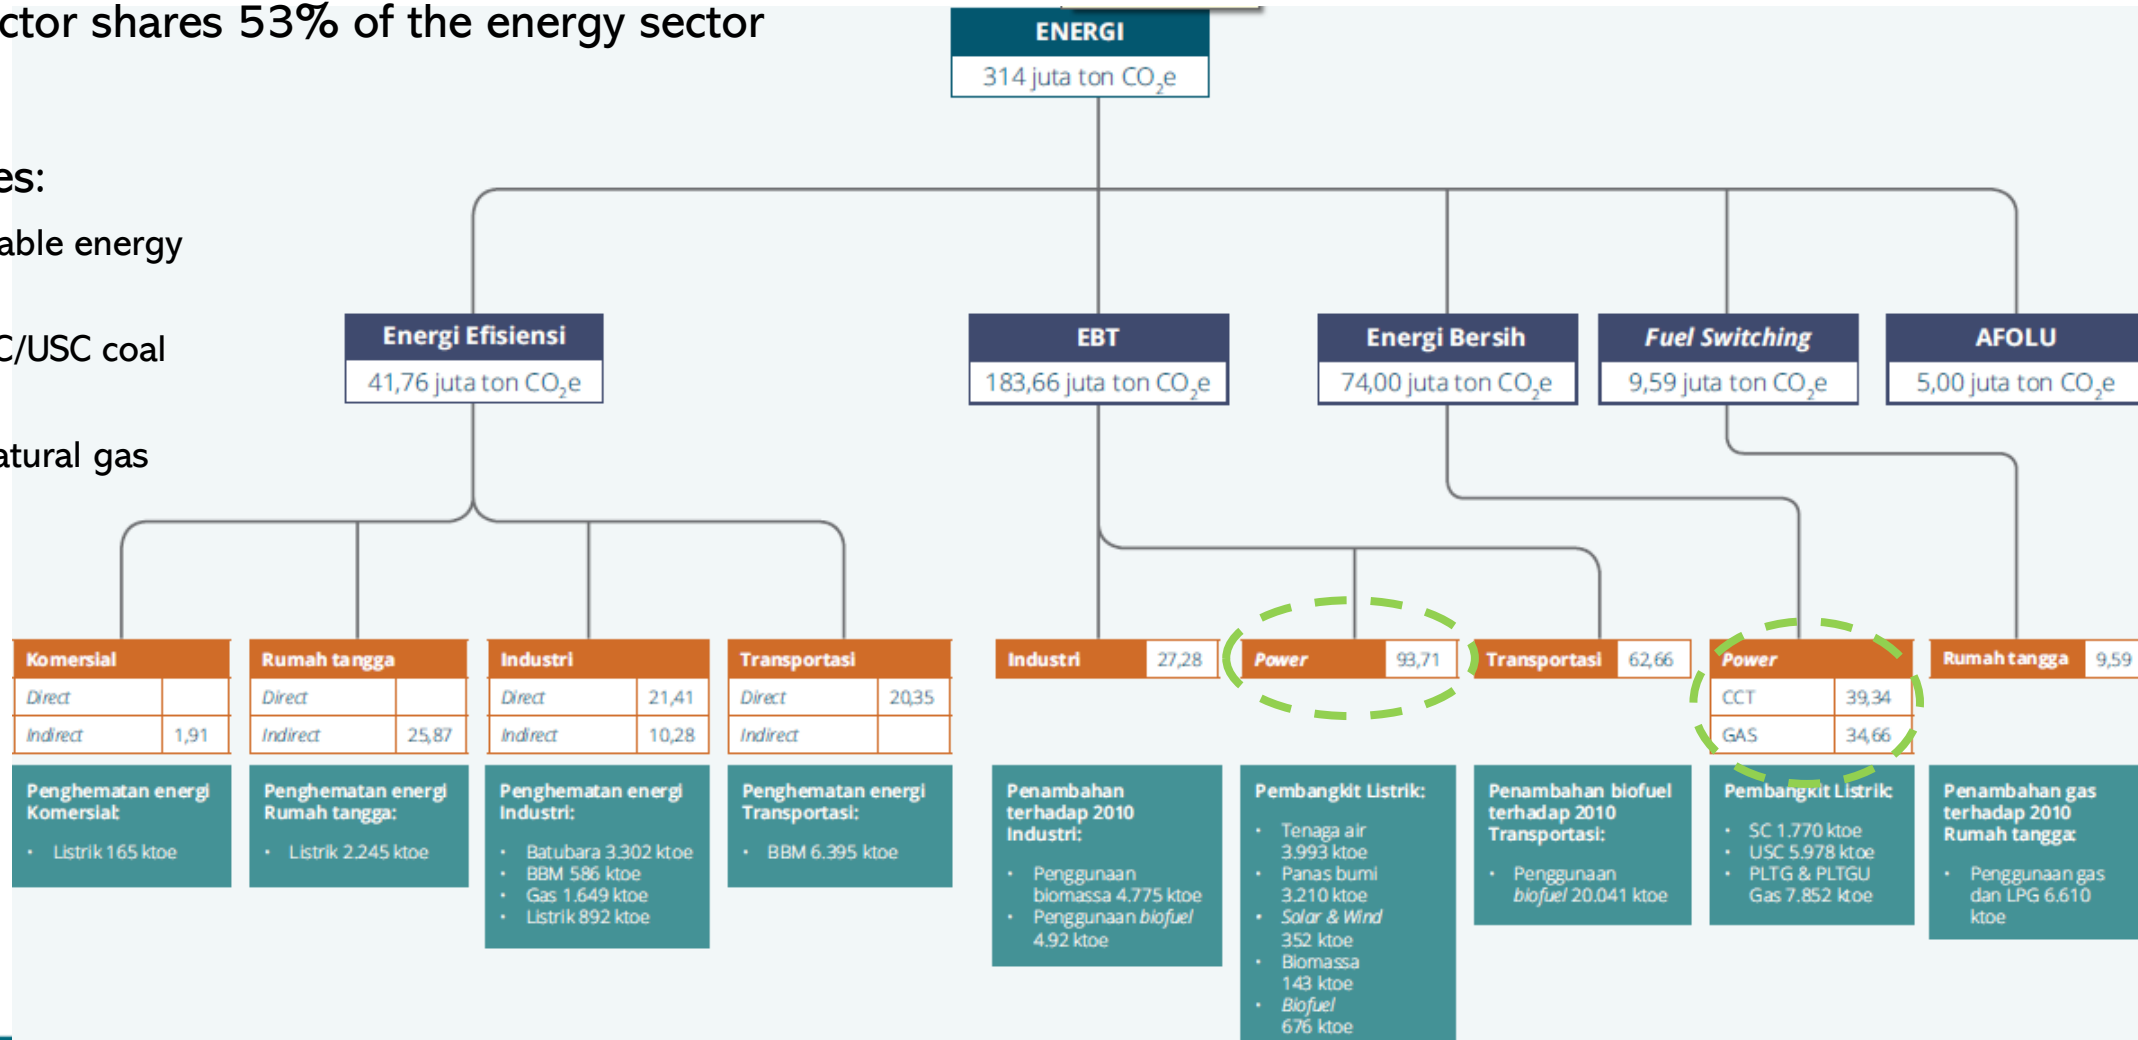 ctor shares 53% of the energy sector
es:
able energy
C/USC coal
atural gas
ENERGI
314 juta ton CO₂e
Energi Efisiensi
41,76 juta ton CO₂e
EBT
183,66 juta ton CO₂e
Energi Bersih
74,00 juta ton CO₂e
Fuel Switching
9,59 juta ton CO₂e
AFOLU
5,00 juta ton CO₂e
Komersial
Direct
Indirect 1,91
Penghematan energi
Komersial:
• Listrik 165 ktoe
Rumah tangga
Direct
Indirect 25,87
Penghematan energi
Rumah tangga:
• Listrik 2.245 ktoe
Industri
Direct 21,41
Indirect 10,28
Penghematan energi
Industri:
• Batubara 3.302 ktoe
• BBM 586 ktoe
• Gas 1.649 ktoe
• Listrik 892 ktoe
Transportasi
Direct 20,35
Indirect
Penghematan energi
Transportasi:
• BBM 6.395 ktoe
Industri 27,28
Penambahan
terhadap 2010
Industri:
• Penggunaan
biomassa 4.775 ktoe
• Penggunaan biofuel
4.92 ktoe
Power 93,71
Pembangkit Listrik:
• Tenaga air
3.993 ktoe
• Panas bumi
3.210 ktoe
• Solar & Wind
352 ktoe
• Biomassa
143 ktoe
• Biofuel
676 ktoe
Transportasi 62,66
Penambahan biofuel
terhadap 2010
Transportasi:
• Penggunaan
biofuel 20.041 ktoe
Power
CCT 39,34
GAS 34,66
Pembangkit Listrik:
• SC 1.770 ktoe
• USC 5.978 ktoe
• PLTG & PLTGU
Gas 7.852 ktoe
Rumah tangga 9,59
Penambahan gas
terhadap 2010
Rumah tangga:
• Penggunaan gas
dan LPG 6.610
ktoe